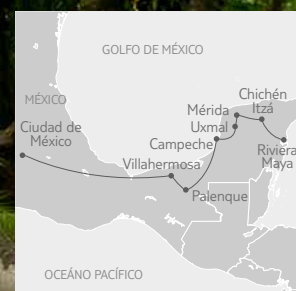 GOLFO DE MÉXICO
Chichén
Itzá
MÉXICO
Mérida
Ciudad de
México
Uxmal
Campeche
Riviera
Maya
Villahermosa
Palenque
OCEÁNO PACÍFICO